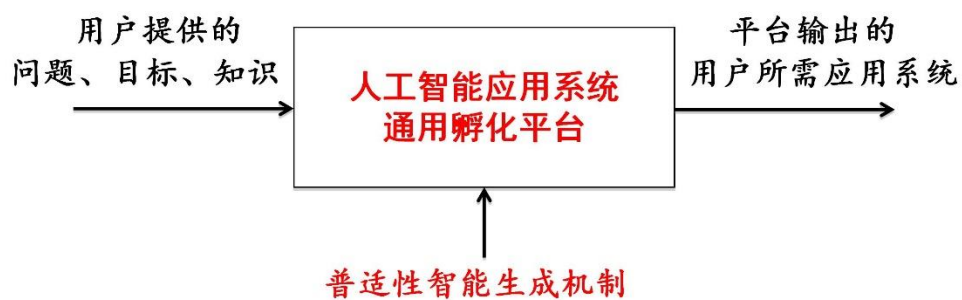 用户提供的
问题、目标、知识
人工智能应用系统
通用孵化平台
平台输出的
用户所需应用系统
普适性智能生成机制